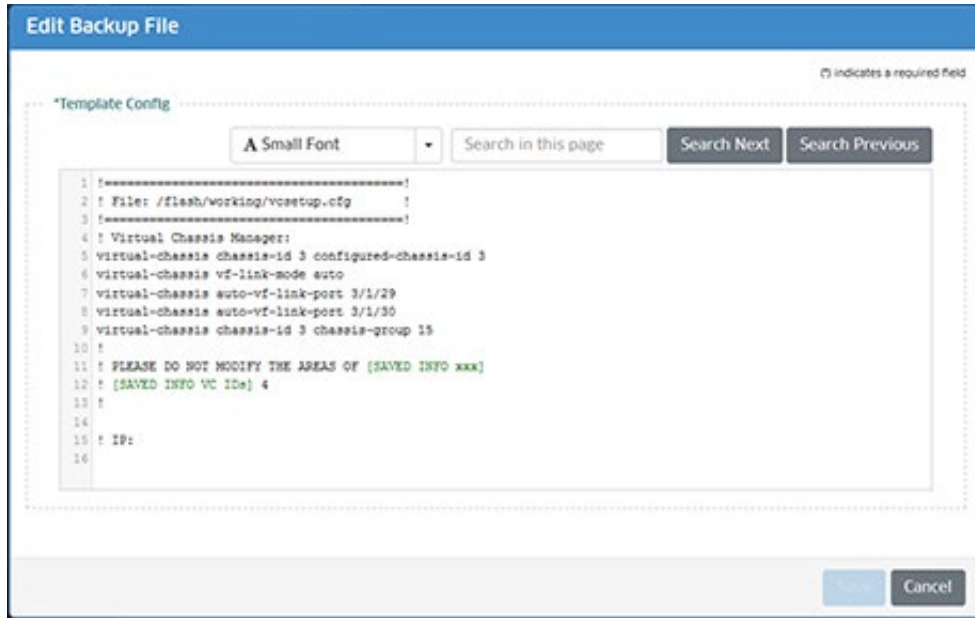 Edit Backup File
(*) indicates a required field
*Template Config
A Small Font
Search in this page
Search Next
Search Previous
1 !========================================!
2 ! File: /flash/working/vcsetup.cfg !
3 !========================================!
4 ! Virtual Chassis Manager:
5 virtual-chassis chassis-id 3 configured-chassis-id 3
6 virtual-chassis vf-link-mode auto
7 virtual-chassis auto-vf-link-port 3/1/29
8 virtual-chassis auto-vf-link-port 3/1/30
9 virtual-chassis chassis-id 3 chassis-group 15
10 !
11 ! PLEASE DO NOT MODIFY THE AREAS OF [SAVED INFO xxx]
12 ! [SAVED INFO VC IDs] 4
13 !
14
15 ! IP:
16
Save
Cancel